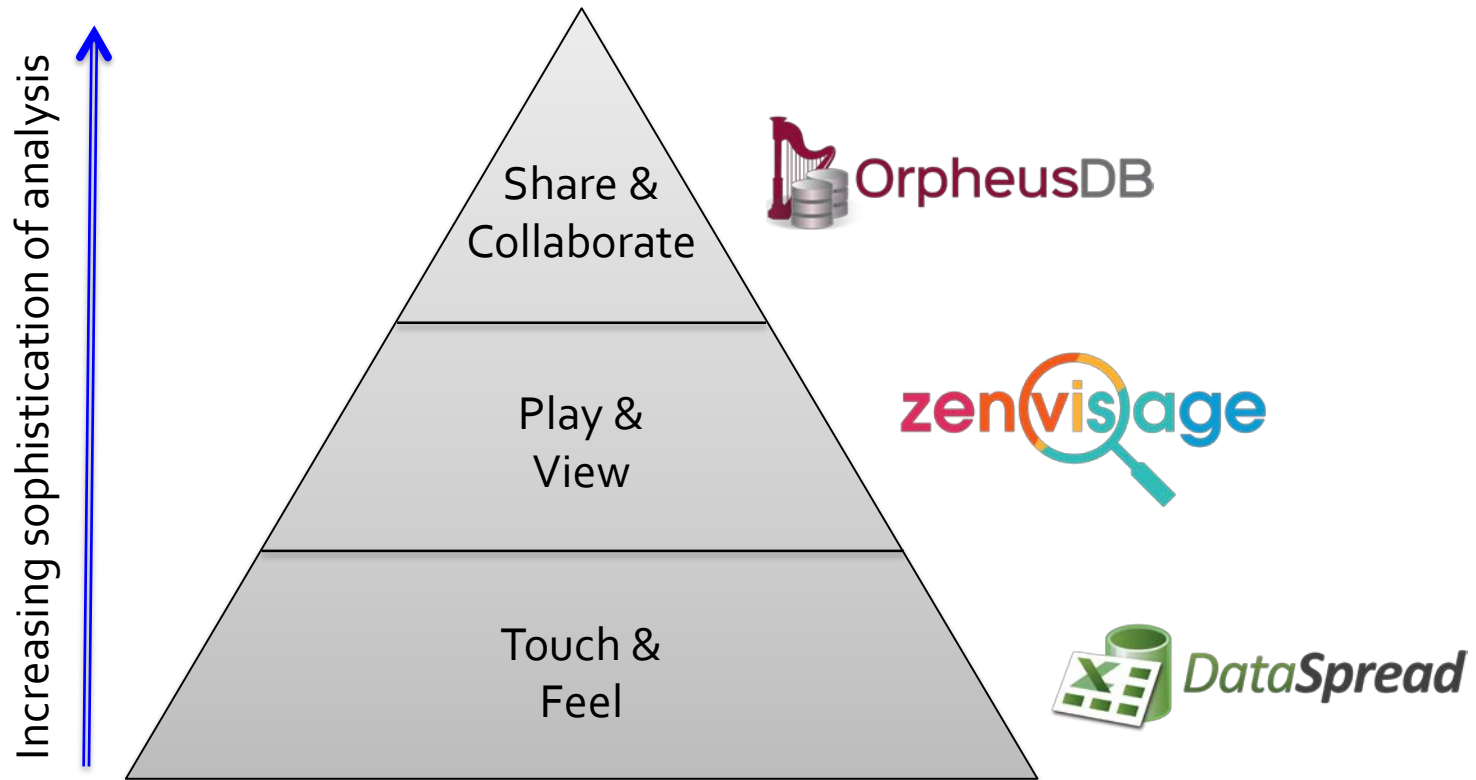 Increasing sophistication of analysis
Share &
Collaborate
OrpheusDB
Play &
View
zenvisage
Touch &
Feel
X
DataSpread